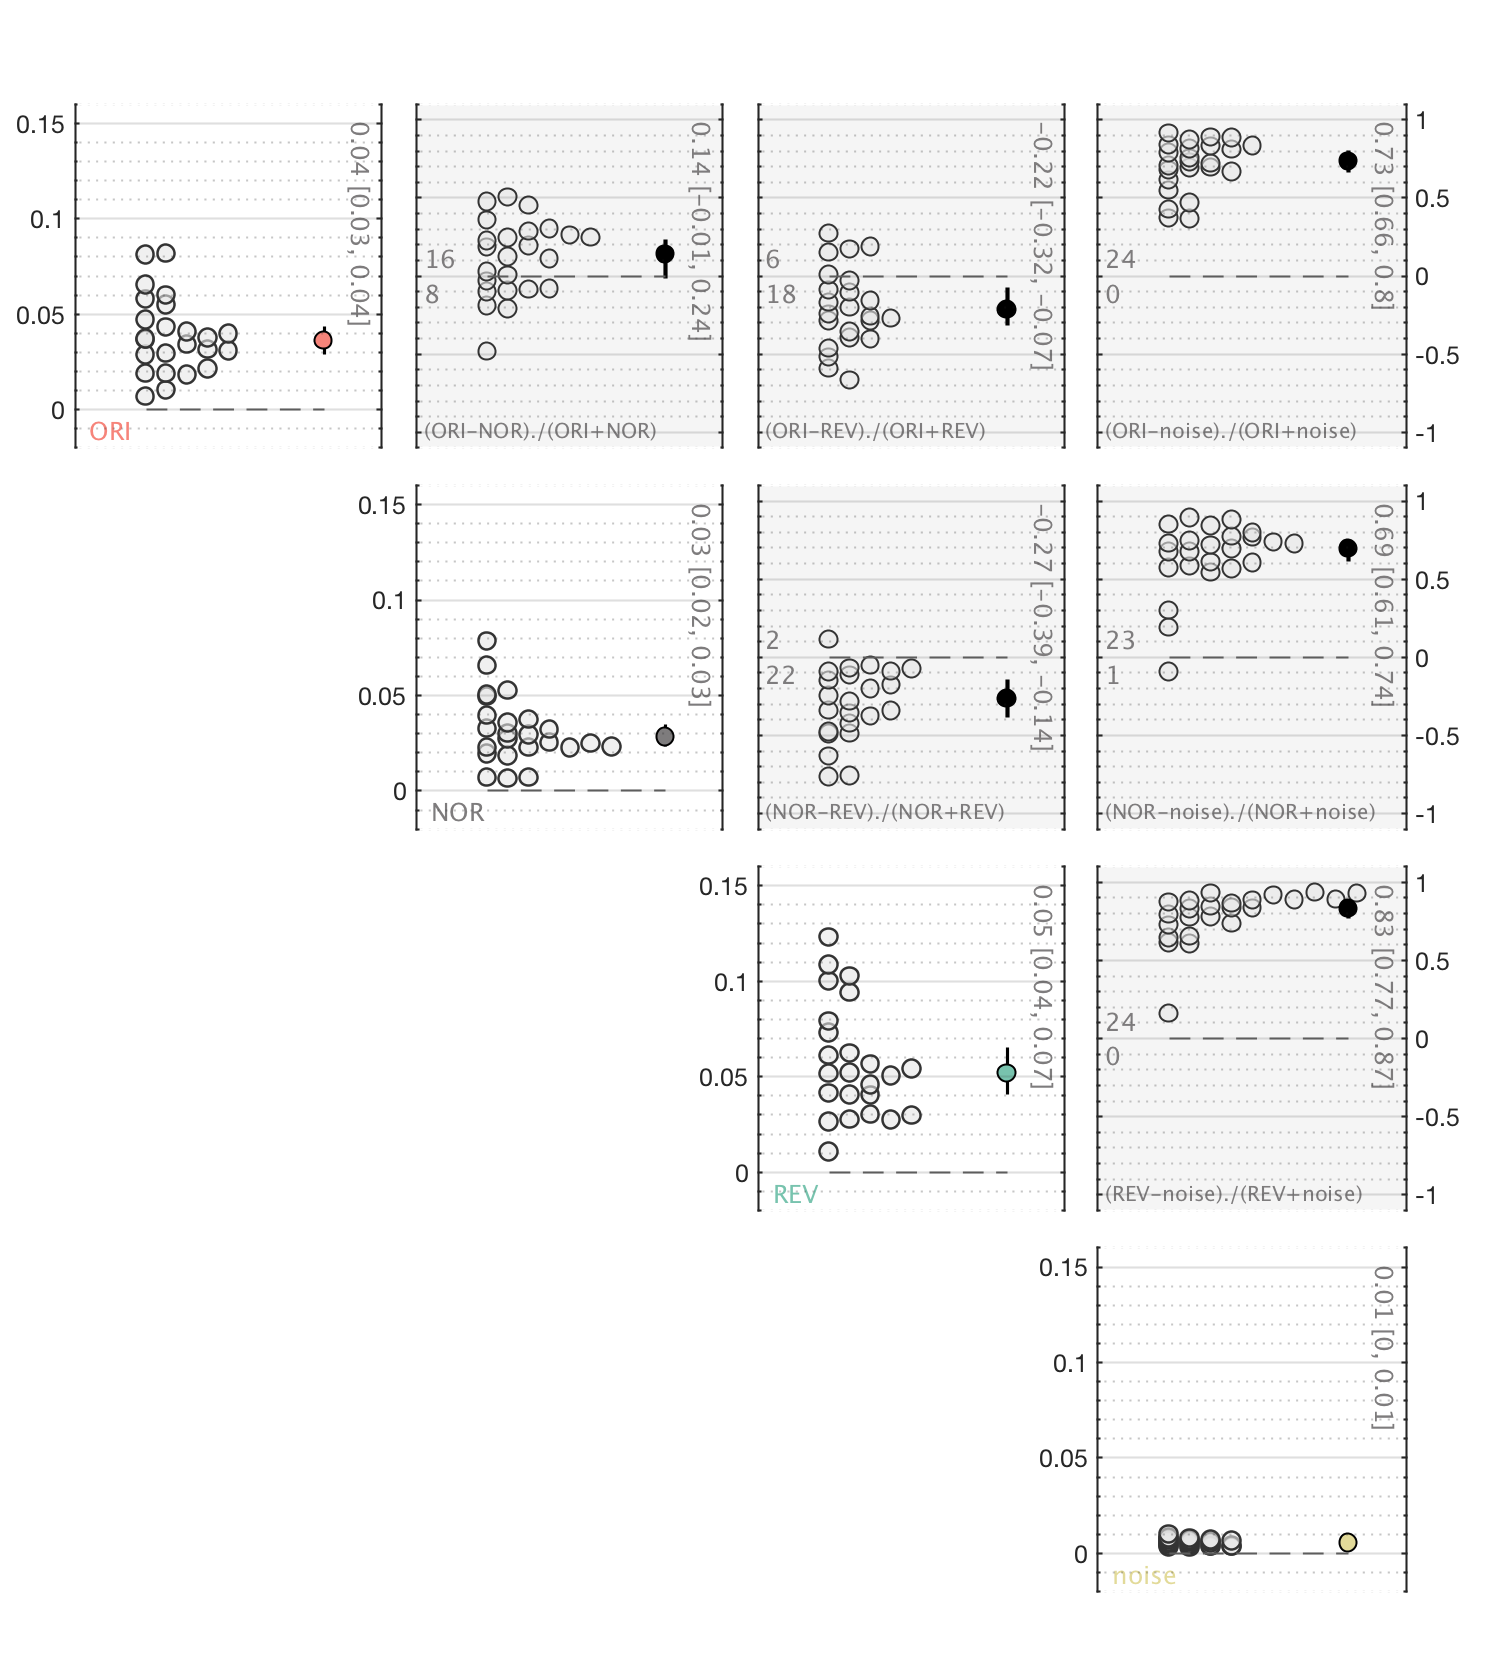 0.15
0.1
0.05
0
ORI
0.04 [0.03, 0.04]
16
8
(ORI−NOR)./(ORI+NOR)
0.14 [−0.01, 0.24]
6
18
(ORI−REV)./(ORI+REV)
−0.22 [−0.32, −0.07]
24
0
(ORI−noise)./(ORI+noise)
0.73 [0.66, 0.8]
1
0.5
0
-0.5
-1
0.15
0.1
0.05
0
NOR
0.03 [0.02, 0.03]
2
22
(NOR−REV)./(NOR+REV)
−0.27 [−0.39, −0.14]
23
1
(NOR−noise)./(NOR+noise)
0.69 [0.61, 0.74]
1
0.5
0
-0.5
-1
0.15
0.1
0.05
0
REV
0.05 [0.04, 0.07]
24
0
(REV−noise)./(REV+noise)
0.83 [0.77, 0.87]
1
0.5
0
-0.5
-1
0.15
0.1
0.05
0
noise
0.01 [0, 0.01]